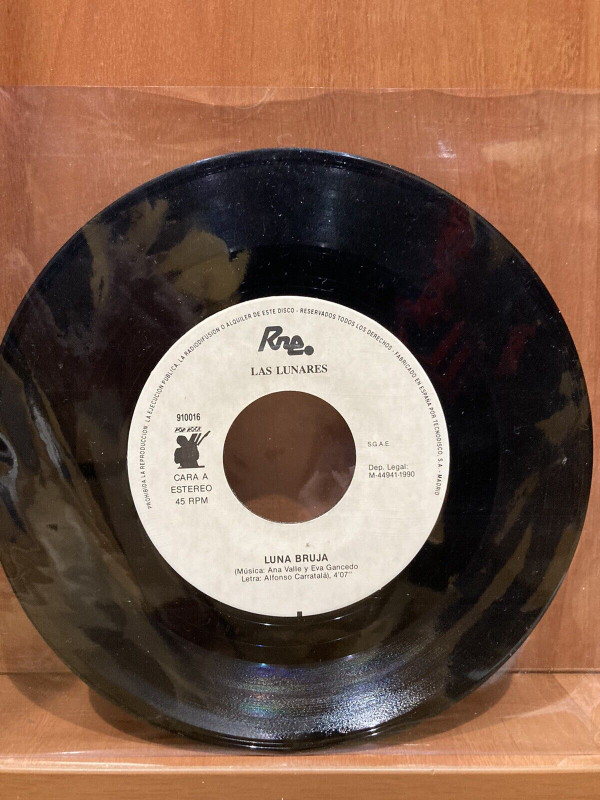 PROHIBIDA LA REPRODUCCION, LA EJECUCION PUBLICA, LA RADIODIFUSION O ALQUILER DE ESTE DISCO - RESERVADOS TODOS LOS DERECHOS - FABRICADO EN ESPAÑA POR TECNODISCO, S.A. - MADRID
Rne.
LAS LUNARES
910016
POP ROCK
CARA A
ESTEREO
45 RPM
S.G.A.E.
Dep. Legal:
M-44941-1990
LUNA BRUJA
(Música: Ana Valle y Eva Gancedo
Letra: Alfonso Carratalá), 4'07''